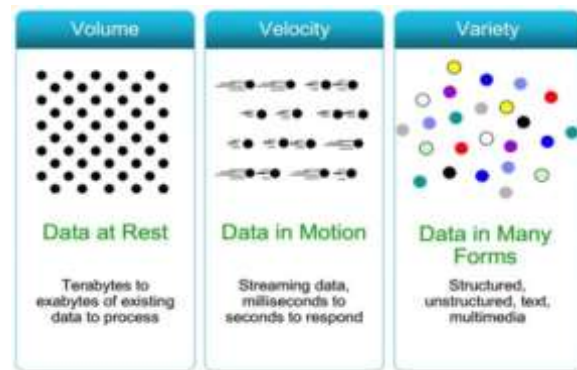 Volume
Data at Rest
Terabytes to
exabytes of existing
data to process
Velocity
Data in Motion
Streaming data,
milliseconds to
seconds to respond
Variety
Data in Many
Forms
Structured,
unstructured, text,
multimedia